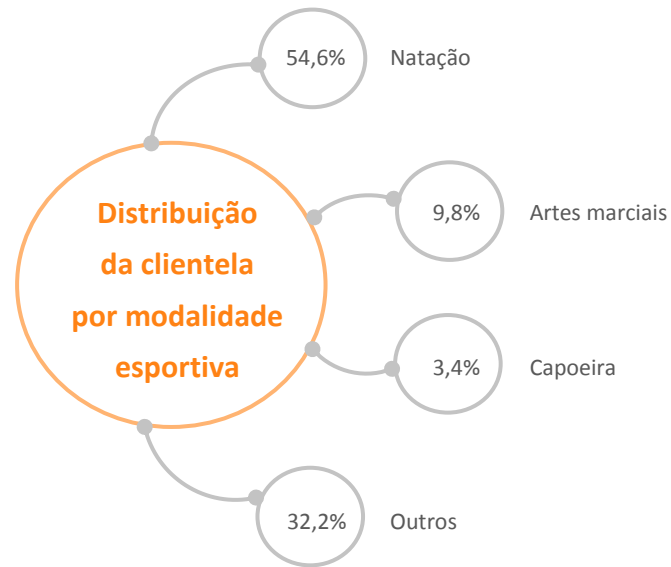 54,6% Natação
Distribuição
da clientela
por modalidade
esportiva
9,8% Artes marciais
3,4% Capoeira
32,2% Outros